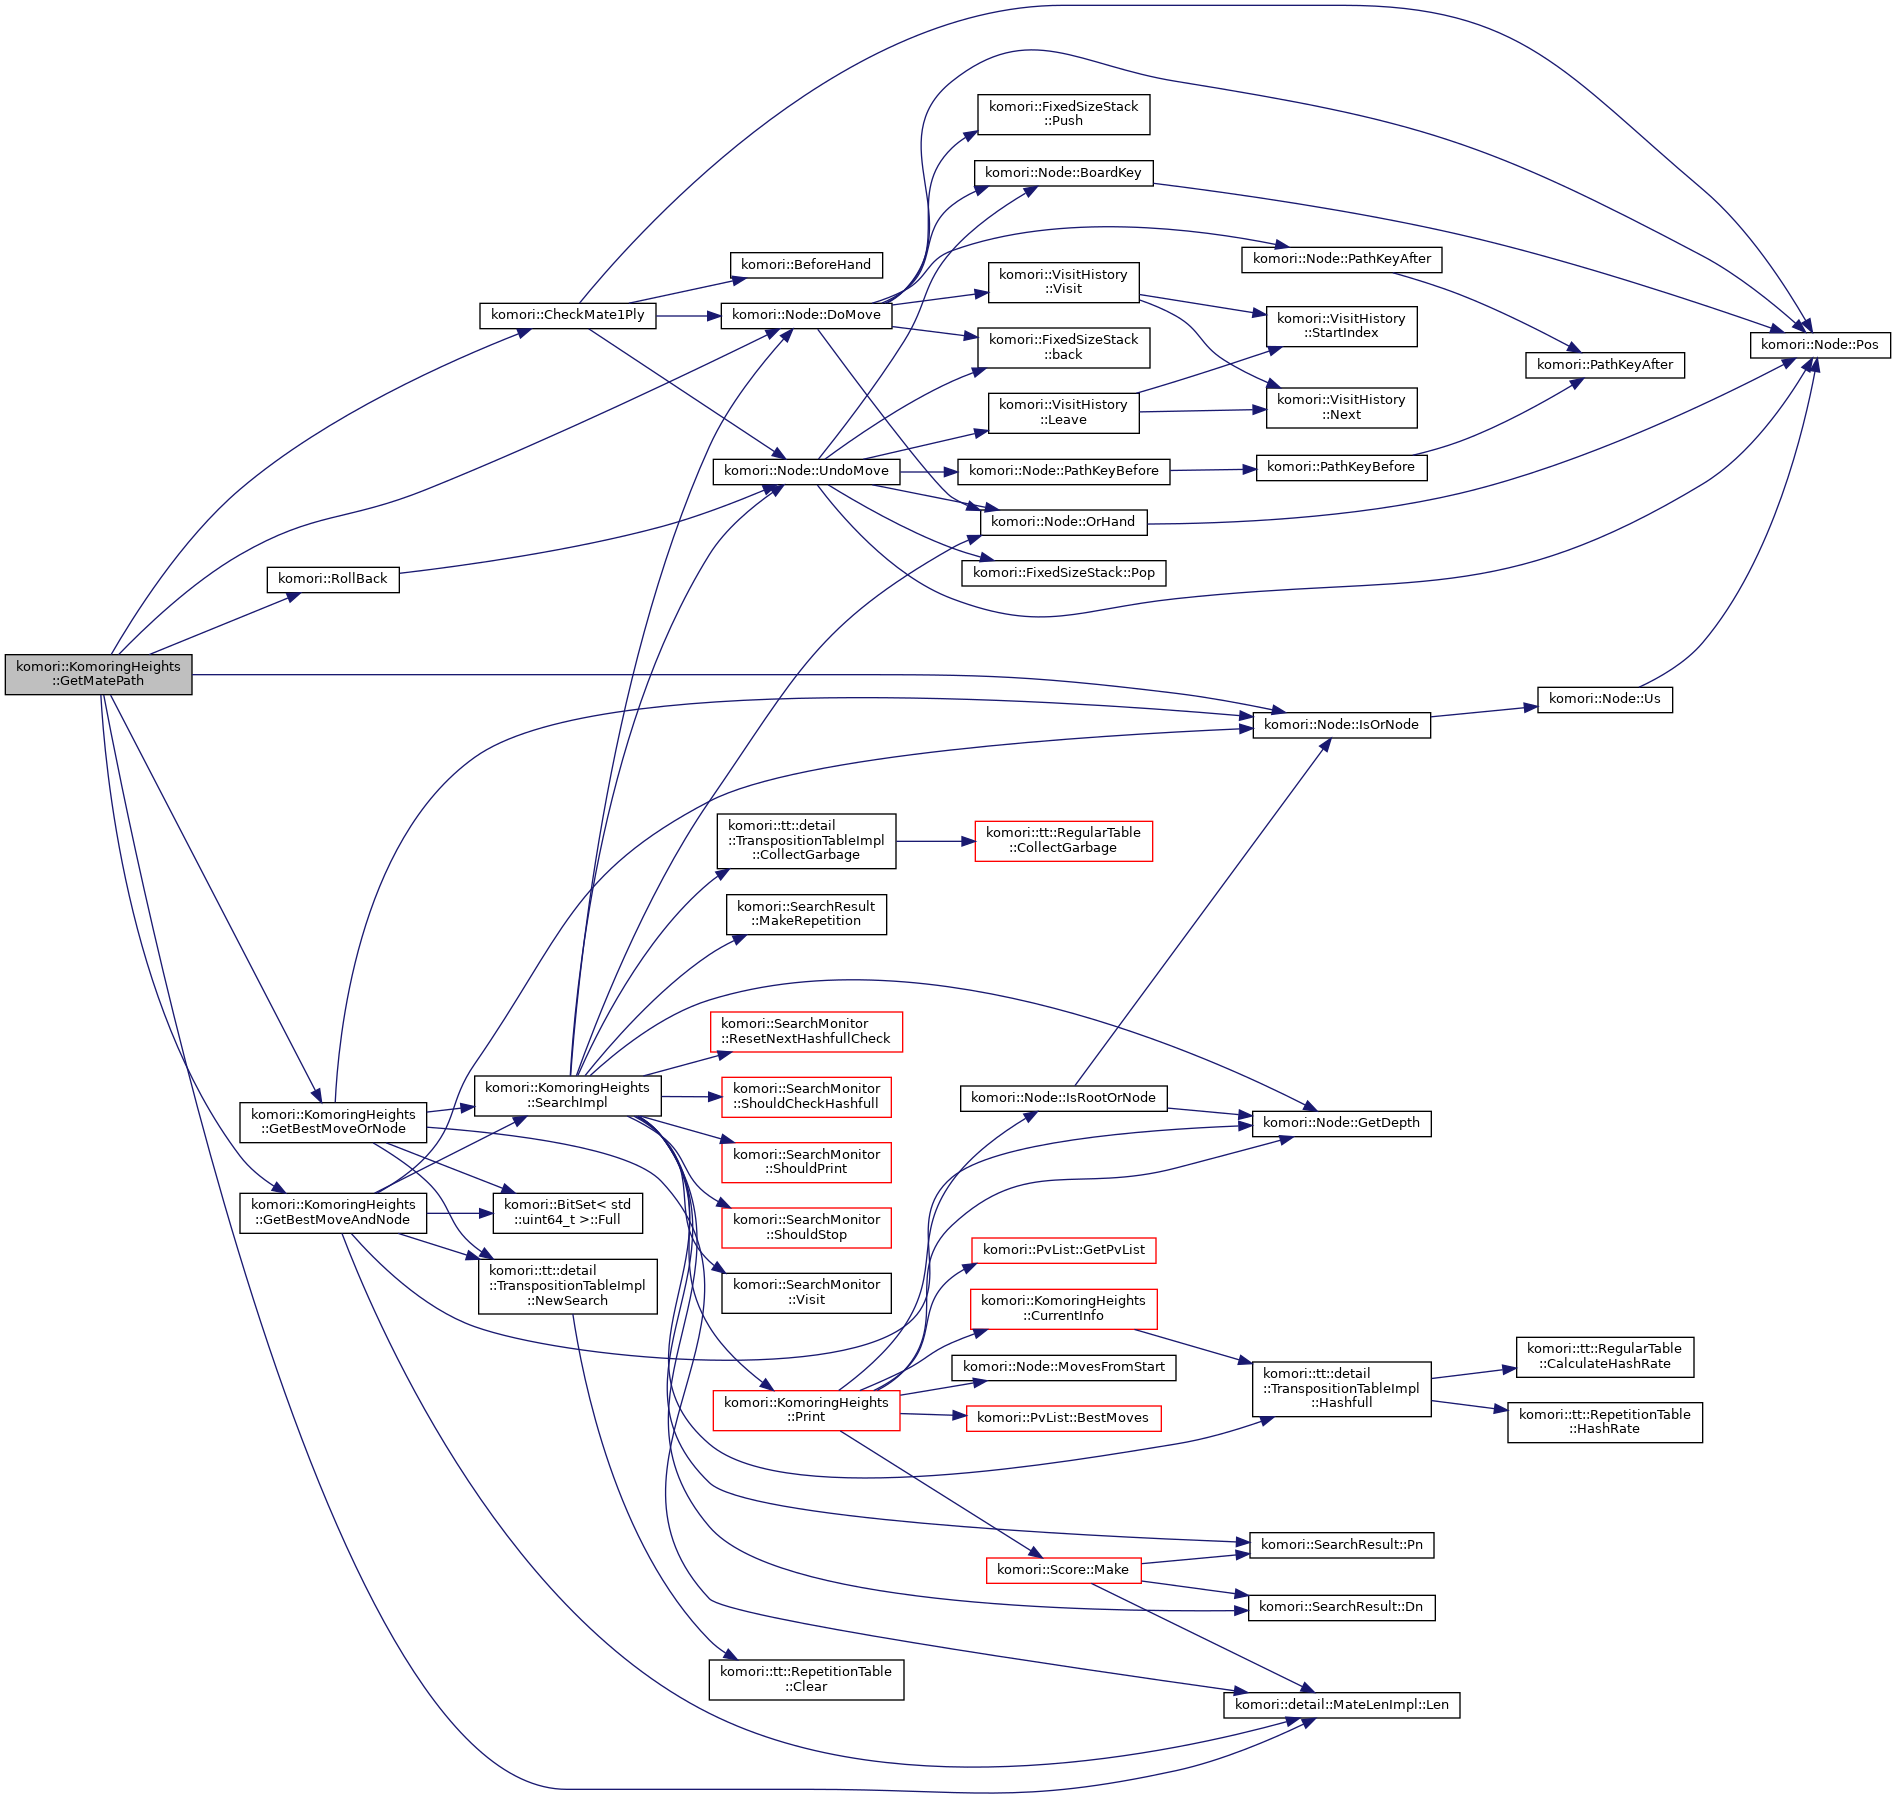 komori::FixedSizeStack
::Push
komori::Node::BoardKey
komori::Node::PathKeyAfter
komori::BeforeHand
komori::VisitHistory
::Visit
komori::CheckMate1Ply
komori::Node::DoMove
komori::VisitHistory
::StartIndex
komori::FixedSizeStack
::back
komori::Node::Pos
komori::PathKeyAfter
komori::VisitHistory
::Leave
komori::VisitHistory
::Next
komori::Node::UndoMove
komori::Node::PathKeyBefore
komori::PathKeyBefore
komori::Node::OrHand
komori::RollBack
komori::FixedSizeStack::Pop
komori::KomoringHeights
::GetMatePath
komori::Node::Us
komori::Node::IsOrNode
komori::tt::detail
::TranspositionTableImpl
::CollectGarbage
komori::tt::RegularTable
::CollectGarbage
komori::SearchResult
::MakeRepetition
komori::SearchMonitor
::ResetNextHashfullCheck
komori::KomoringHeights
::SearchImpl
komori::SearchMonitor
::ShouldCheckHashfull
komori::Node::IsRootOrNode
komori::KomoringHeights
::GetBestMoveOrNode
komori::Node::GetDepth
komori::SearchMonitor
::ShouldPrint
komori::KomoringHeights
::GetBestMoveAndNode
komori::BitSet< std
::uint64_t >::Full
komori::SearchMonitor
::ShouldStop
komori::PvList::GetPvList
komori::tt::detail
::TranspositionTableImpl
::NewSearch
komori::SearchMonitor
::Visit
komori::KomoringHeights
::CurrentInfo
komori::Node::MovesFromStart
komori::tt::RegularTable
::CalculateHashRate
komori::tt::detail
::TranspositionTableImpl
::Hashfull
komori::KomoringHeights
::Print
komori::PvList::BestMoves
komori::tt::RepetitionTable
::HashRate
komori::SearchResult::Pn
komori::Score::Make
komori::SearchResult::Dn
komori::tt::RepetitionTable
::Clear
komori::detail::MateLenImpl::Len